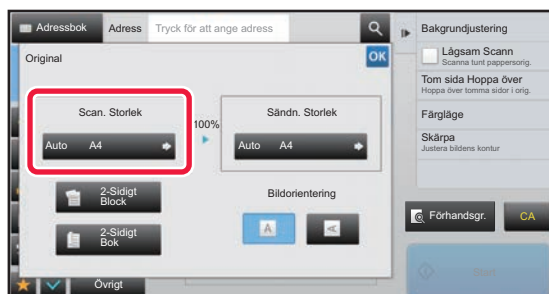 Adressbok
Adress
Tryck för att ange adress
Original
OK
Scan. Storlek
Auto A4
100%
Sändn. Storlek
Auto A4
2-Sidigt
Block
2-Sidigt
Bok
Bildorientering
A
A
Övrigt
Bakgrundjustering
Lågsam Scann
Scanna tunt pappersorig.
Tom sida Hoppa över
Hoppa över tomma sidor i orig.
Färgläge
Skärpa
Justera bildens kontur
Förhandsgr.
CA
Start